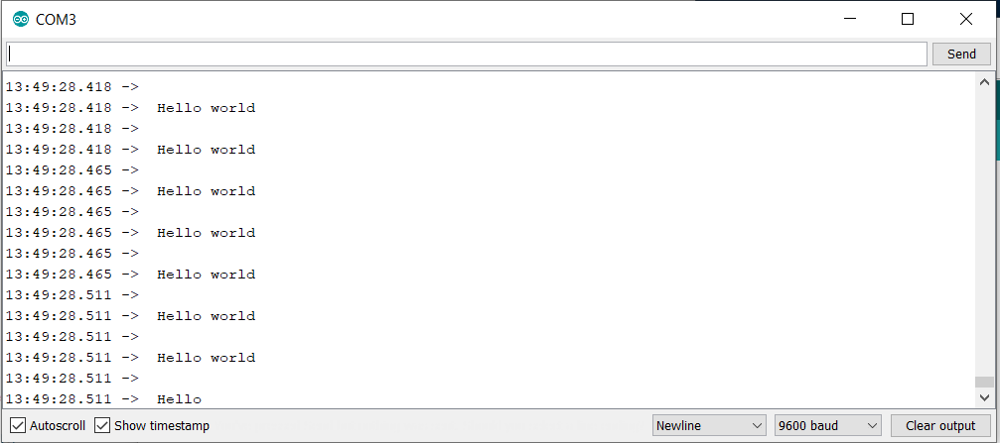 COM3
Send
13:49:28.418 ->
13:49:28.418 ->  Hello world
13:49:28.418 ->
13:49:28.418 ->  Hello world
13:49:28.465 ->
13:49:28.465 ->  Hello world
13:49:28.465 ->
13:49:28.465 ->  Hello world
13:49:28.465 ->
13:49:28.465 ->  Hello world
13:49:28.511 ->
13:49:28.511 ->  Hello world
13:49:28.511 ->
13:49:28.511 ->  Hello world
13:49:28.511 ->
13:49:28.511 ->  Hello
Autoscroll Show timestamp Newline 9600 baud Clear output